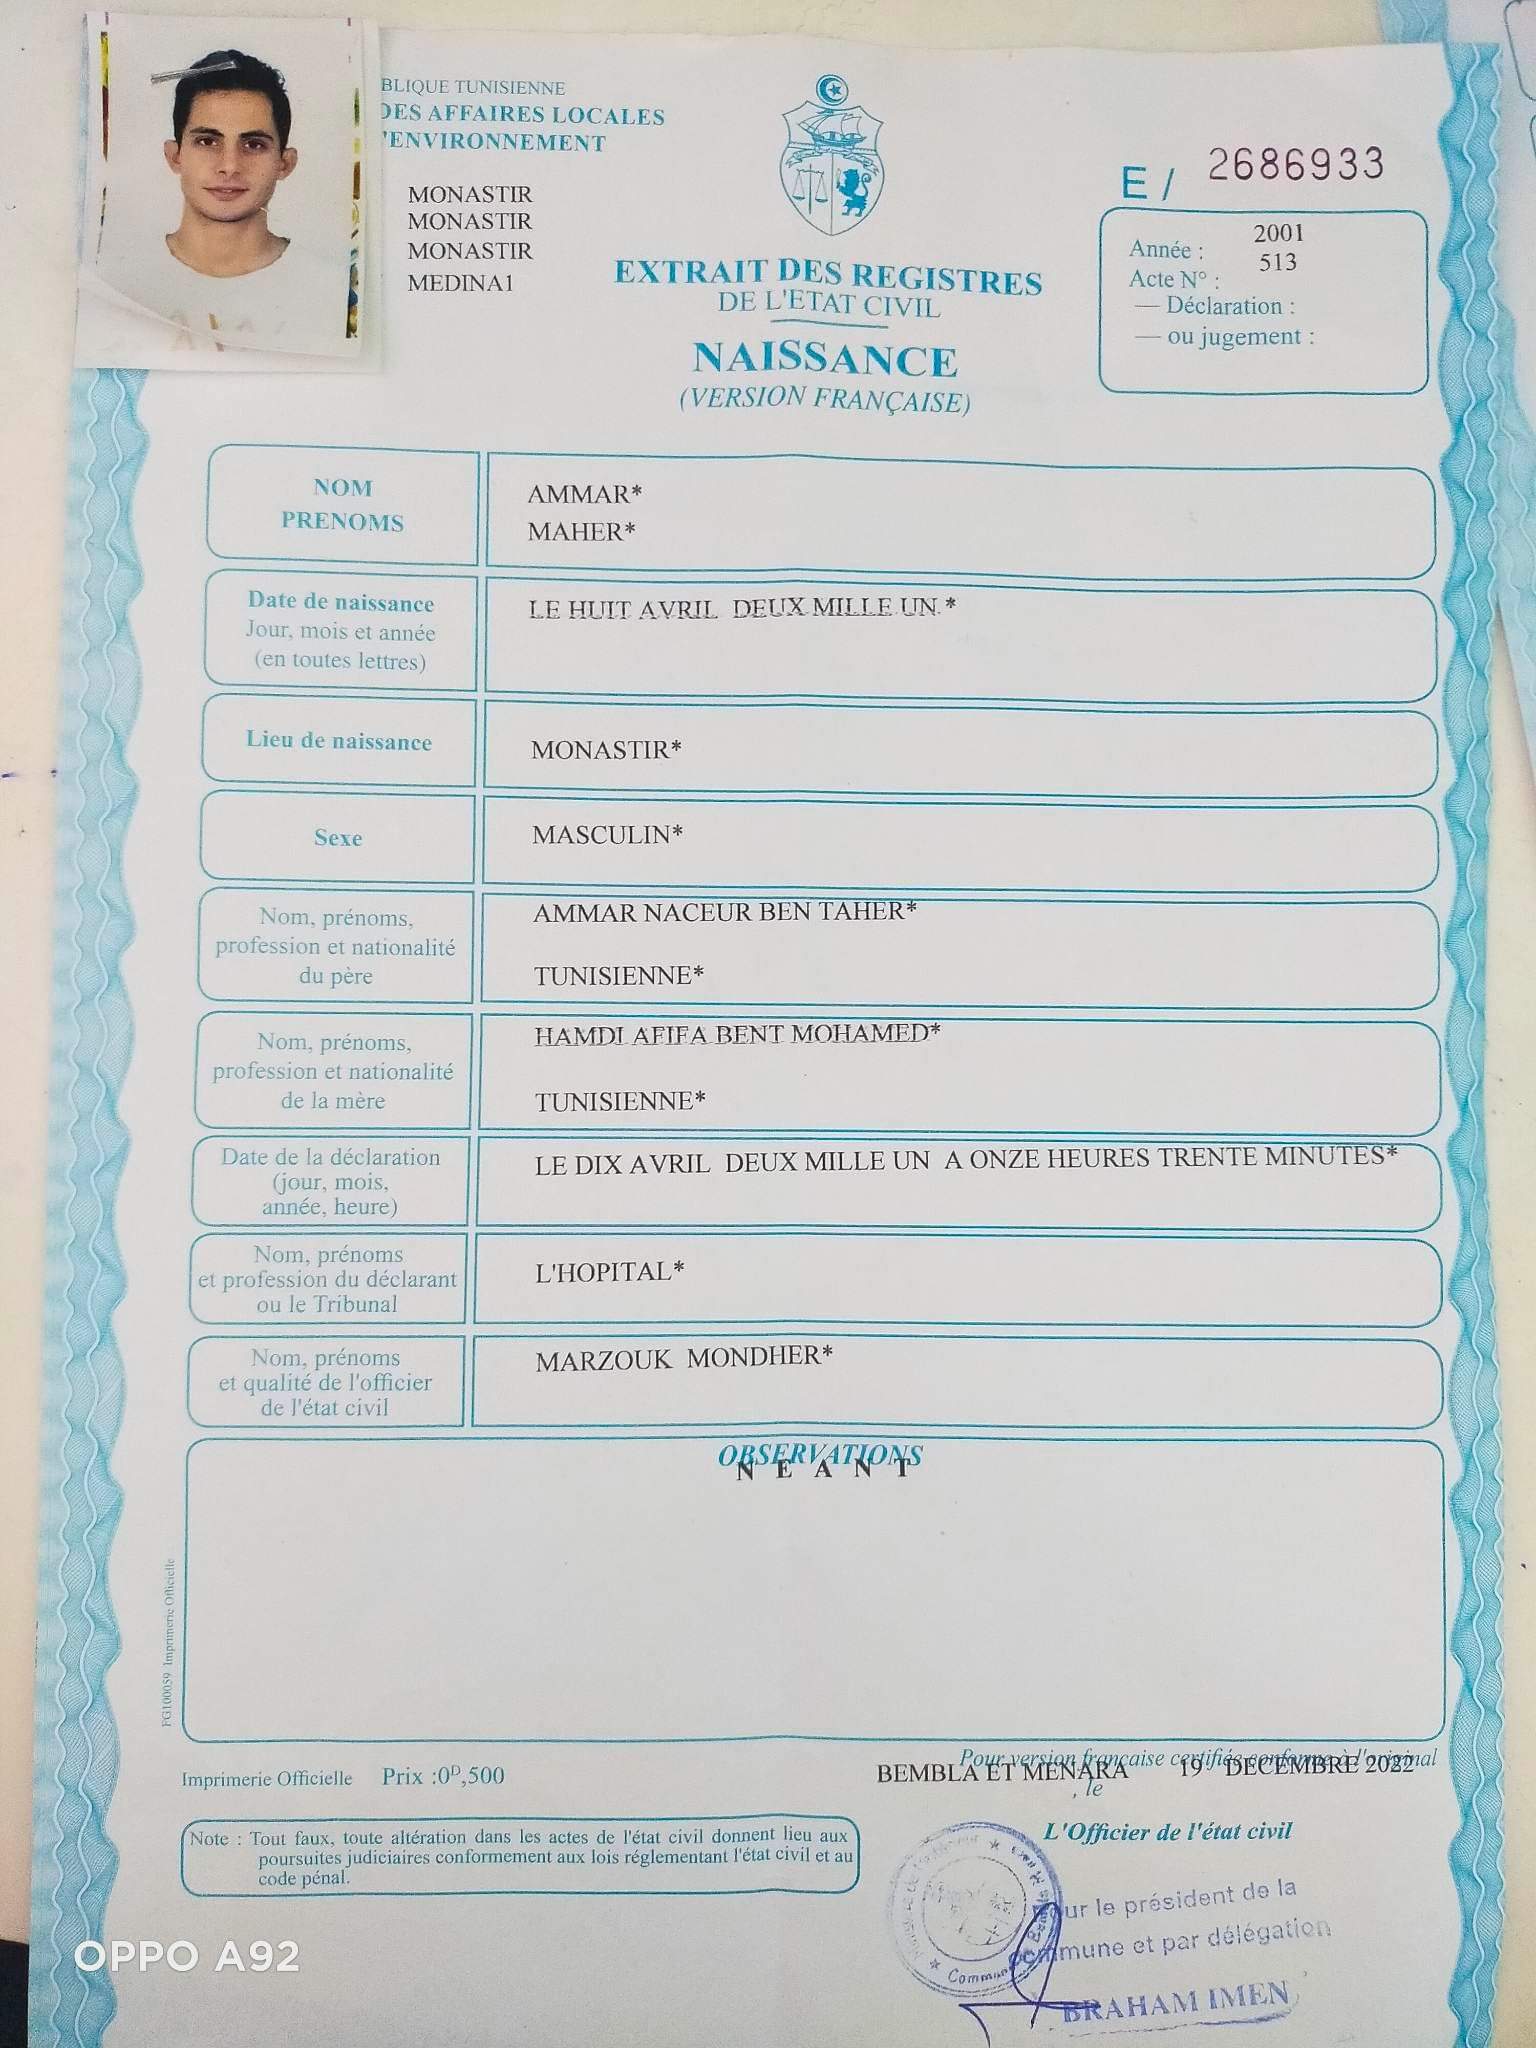 BLIQUE TUNISIENNE
DES AFFAIRES LOCALES
'ENVIRONNEMENT
MONASTIR
MONASTIR
MONASTIR
MEDINA1
EXTRAIT DES REGISTRES
DE L'ETAT CIVIL
NAISSANCE
(VERSION FRANÇAISE)
E / 2686933
Année : 2001
Acte N° : 513
— Déclaration :
— ou jugement :
NOM
PRENOMS
AMMAR*
MAHER*
Date de naissance
Jour, mois et année
(en toutes lettres)
LE HUIT AVRIL DEUX MILLE UN.*
Lieu de naissance
MONASTIR*
Sexe
MASCULIN*
Nom, prénoms,
profession et nationalité
du père
AMMAR NACEUR BEN TAHER*
TUNISIENNE*
Nom, prénoms,
profession et nationalité
de la mère
HAMDI AFIFA BENT MOHAMED*
TUNISIENNE*
Date de la déclaration
(jour, mois,
année, heure)
LE DIX AVRIL DEUX MILLE UN A ONZE HEURES TRENTE MINUTES*
Nom, prénoms
et profession du déclarant
ou le Tribunal
L'HOPITAL*
Nom, prénoms
et qualité de l'officier
de l'état civil
MARZOUK MONDHER*
OBSERVATIONS
N E A N T
FG100059 Imprimerie Officielle
Imprimerie Officielle Prix :0ᴰ,500
Pour version française certifiée conforme à l'original
BEMBLA ET MENARA 19 DECEMBRE 2022
, le
L'Officier de l'état civil
Note : Tout faux, toute altération dans les actes de l'état civil donnent lieu aux
poursuites judiciaires conformement aux lois réglementant l'état civil et au
code pénal.
Pour le président de la
Commune et par délégation
BRAHAM IMEN
OPPO A92